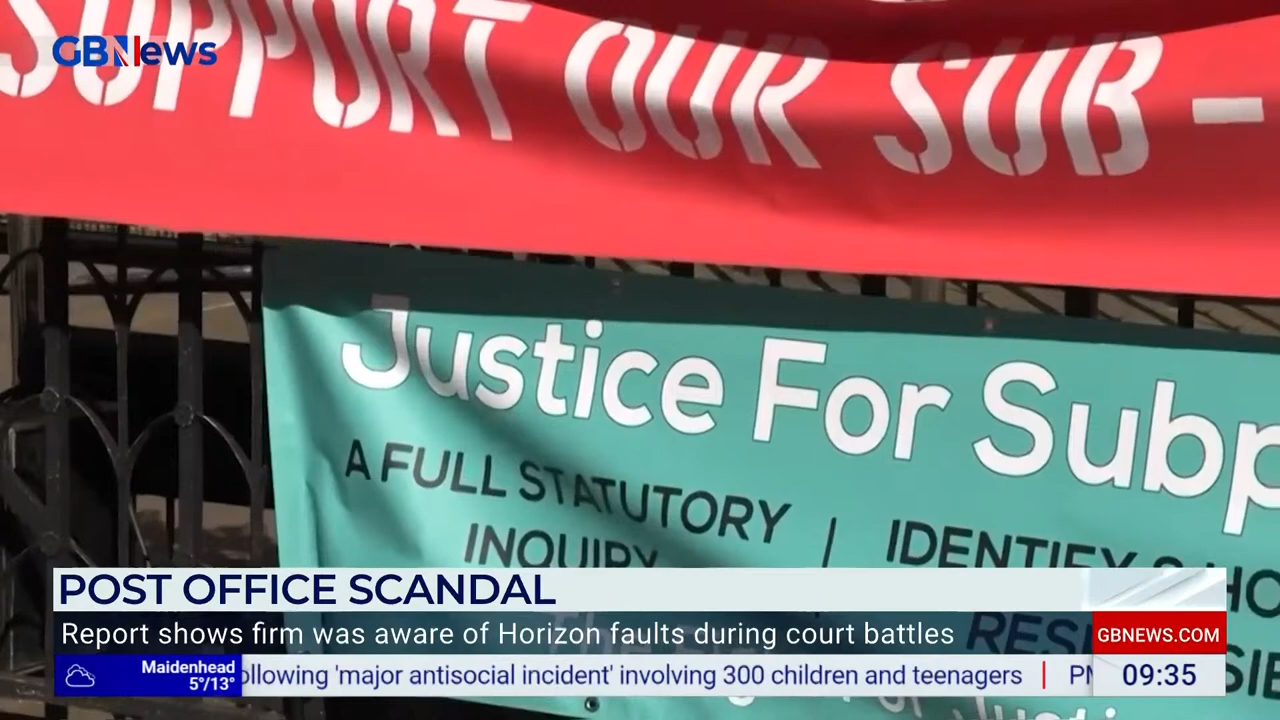 GBNews
SUPPORT OUR SUB-
Justice For Subp
A FULL STATUTORY | IDENTIFY
INQUIRY
POST OFFICE SCANDAL
Report shows firm was aware of Horizon faults during court battles
GBNEWS.COM
Maidenhead
5°/13°
ollowing 'major antisocial incident' involving 300 children and teenagers | PM
09:35